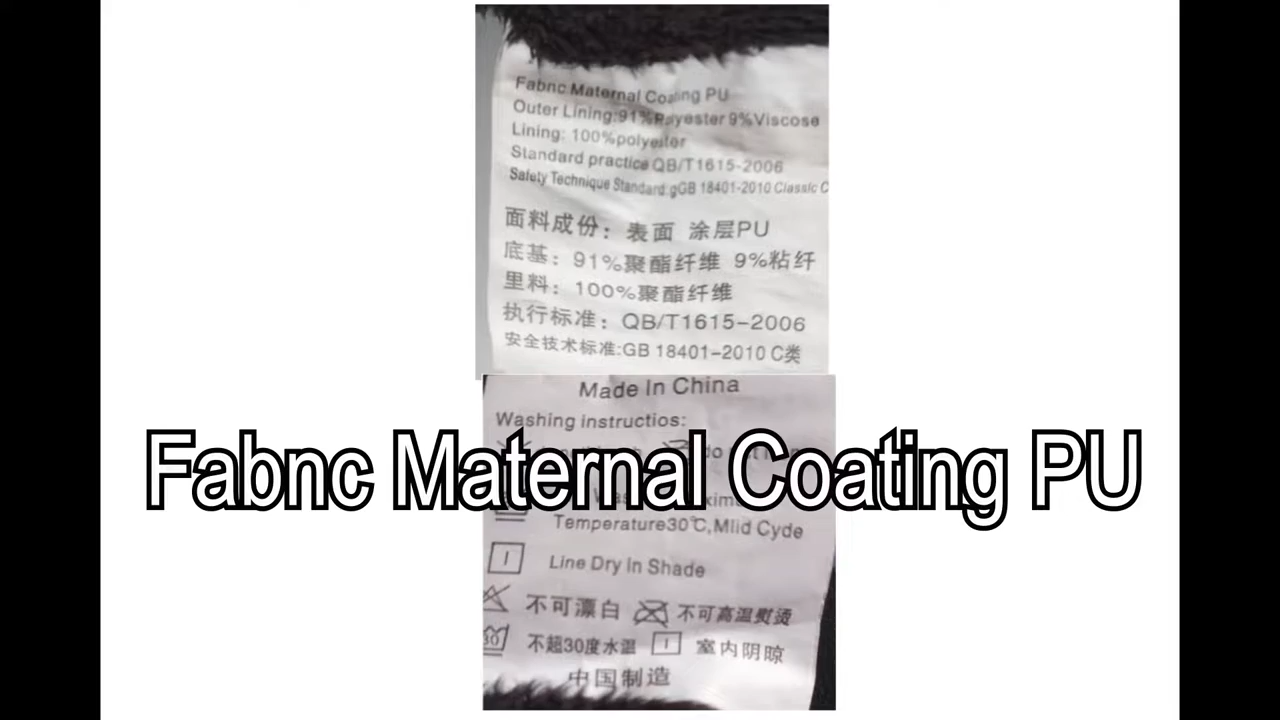 Fabnc Maternal Coating PU
Outer Lining:91%Polyester 9%Viscose
Lining: 100%polyester
Standard practice QB/T1615-2006
Safety Technique Standard:gGB 18401-2010 Classic C
面料成份：表面 涂层PU
底基：91%聚酯纤维 9%粘纤
里料：100%聚酯纤维
执行标准：QB/T1615-2006
安全技术标准:GB 18401-2010 C类
Made In China
Washing instructios:
Fabnc Maternal Coating PU
Temperature30℃,Mlid Cyde
Line Dry In Shade
不可漂白 不可高温熨烫
30 不超30度水温 室内阴晾
中国制造